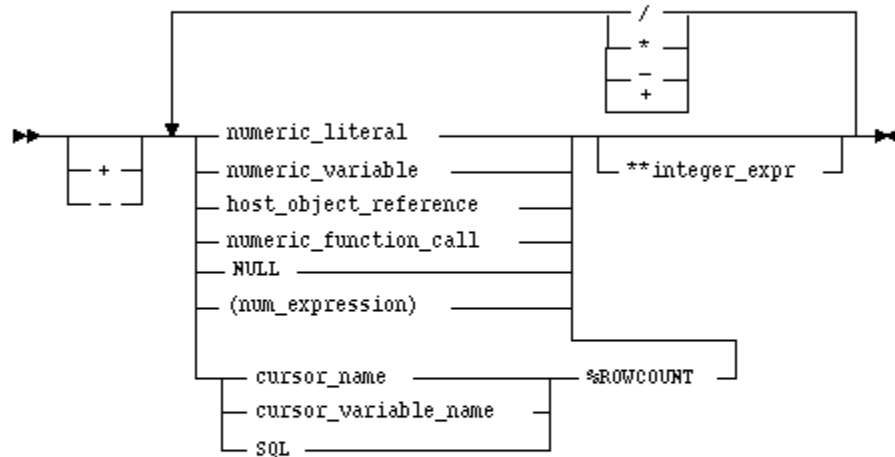 /
*
-
+
numeric_literal
+
-
numeric_variable
**integer_expr
host_object_reference
numeric_function_call
NULL
(num_expression)
cursor_name
%ROWCOUNT
cursor_variable_name
SQL